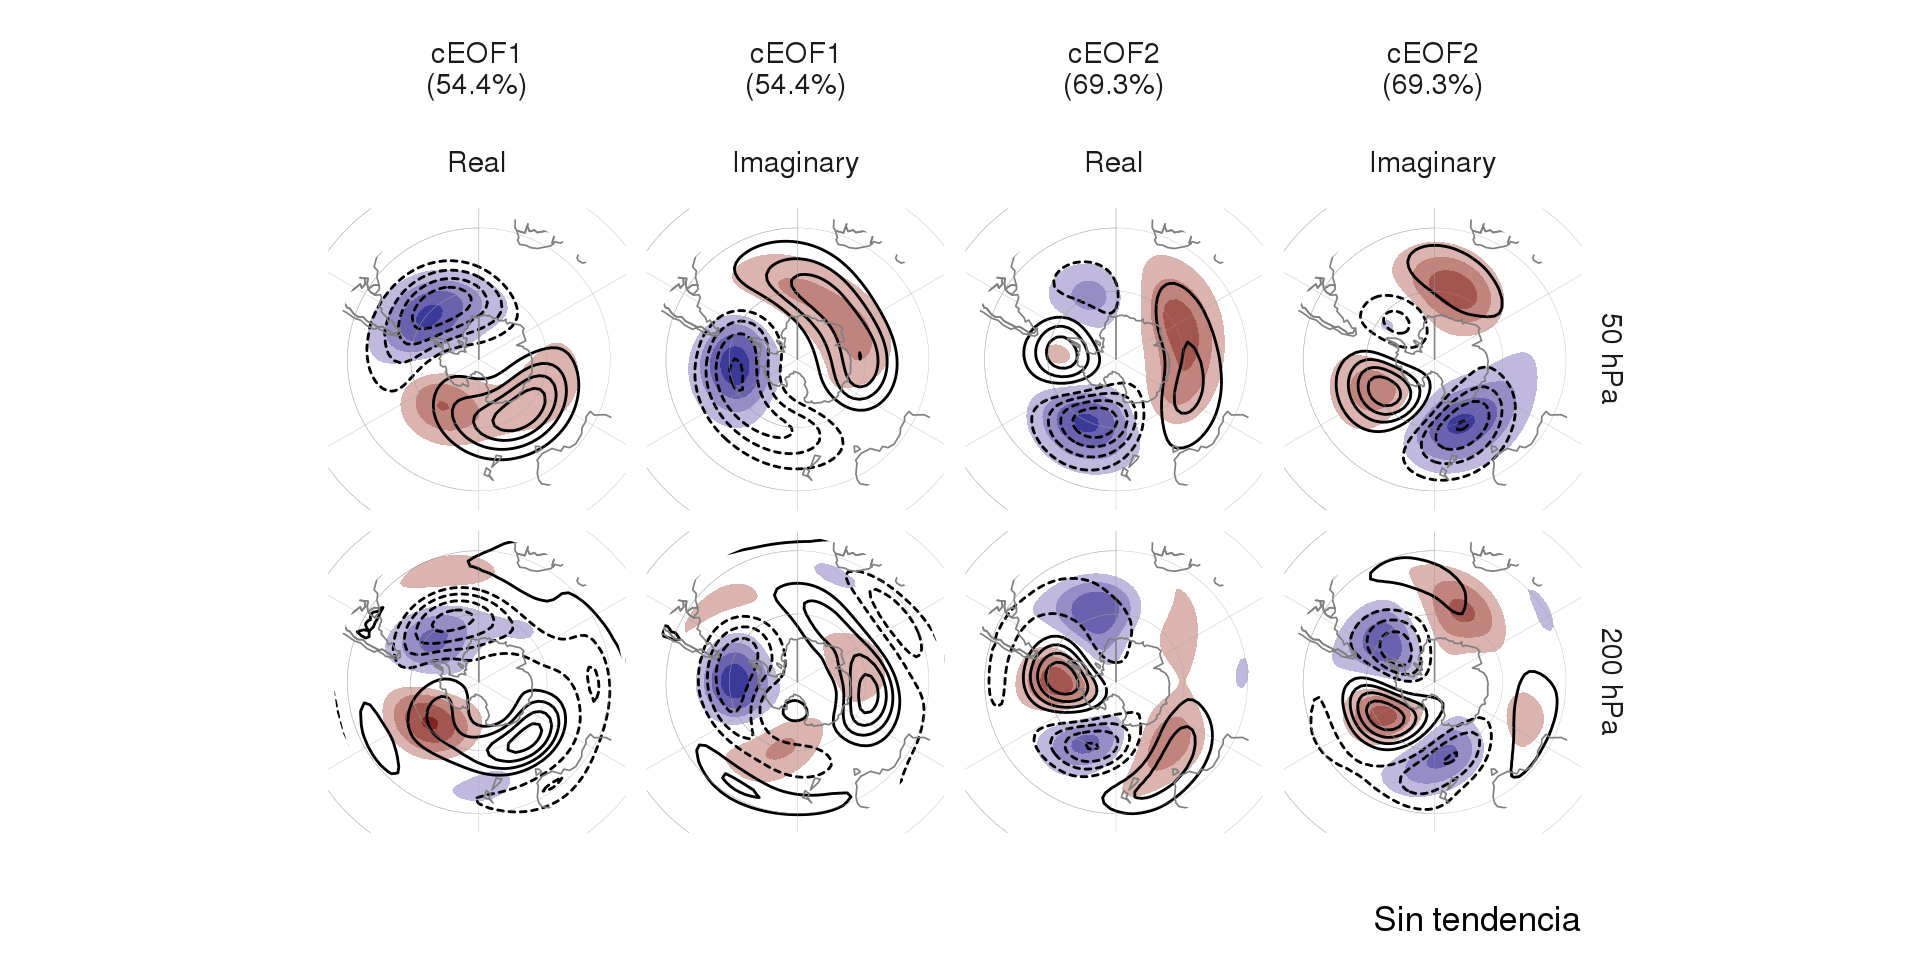 cEOF1 cEOF1 cEOF2 cEOF2
(54.4%) (54.4%) (69.3%) (69.3%)
Real Imaginary Real Imaginary
50 hPa
200 hPa
Sin tendencia